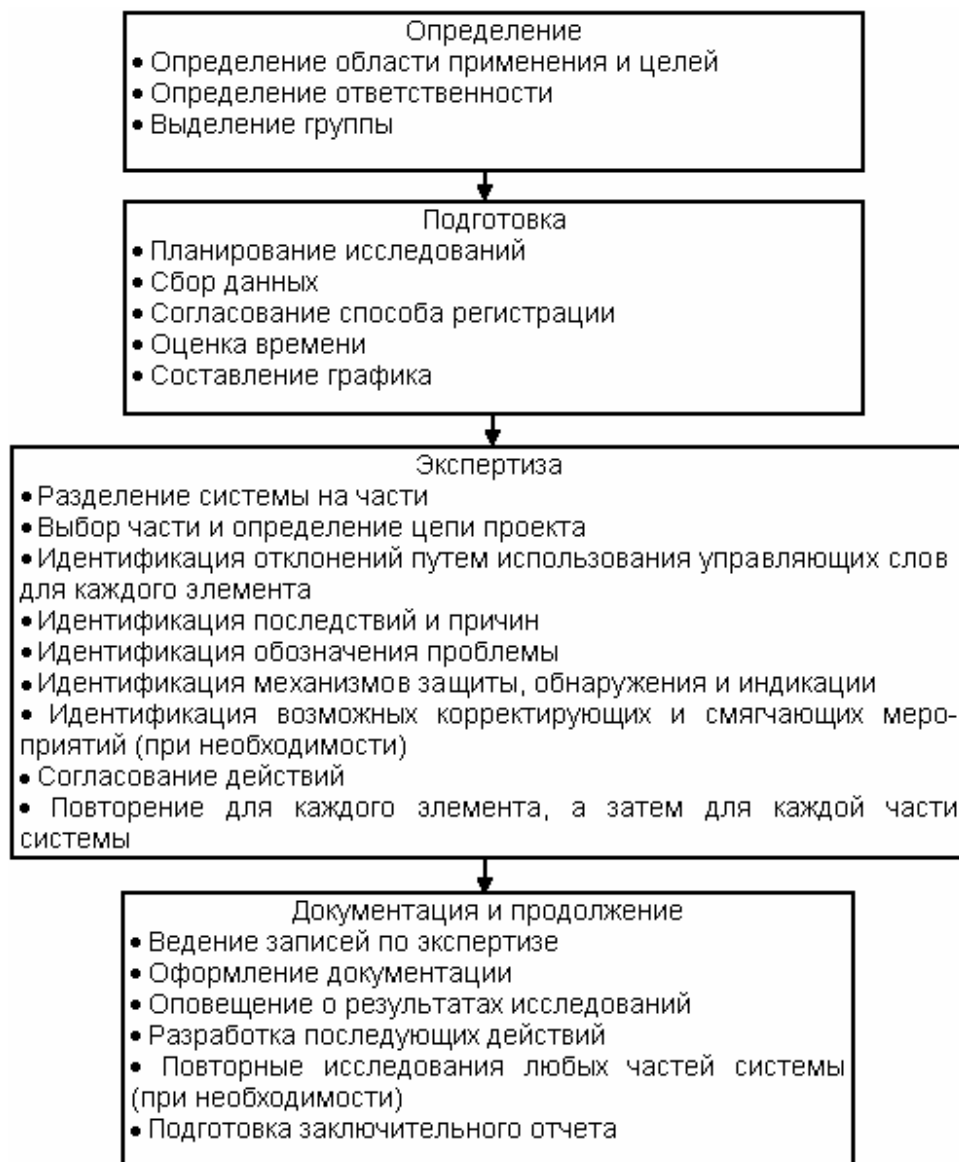 Определение
• Определение области применения и целей
• Определение ответственности
• Выделение группы
Подготовка
• Планирование исследований
• Сбор данных
• Согласование способа регистрации
• Оценка времени
• Составление графика
Экспертиза
• Разделение системы на части
• Выбор части и определение цепи проекта
• Идентификация отклонений путем использования управляющих слов
для каждого элемента
• Идентификация последствий и причин
• Идентификация обозначения проблемы
• Идентификация механизмов защиты, обнаружения и индикации
• Идентификация возможных корректирующих и смягчающих меро-
приятий (при необходимости)
• Согласование действий
• Повторение для каждого элемента, а затем для каждой части
системы
Документация и продолжение
• Ведение записей по экспертизе
• Оформление документации
• Оповещение о результатах исследований
• Разработка последующих действий
• Повторные исследования любых частей системы
(при необходимости)
• Подготовка заключительного отчета